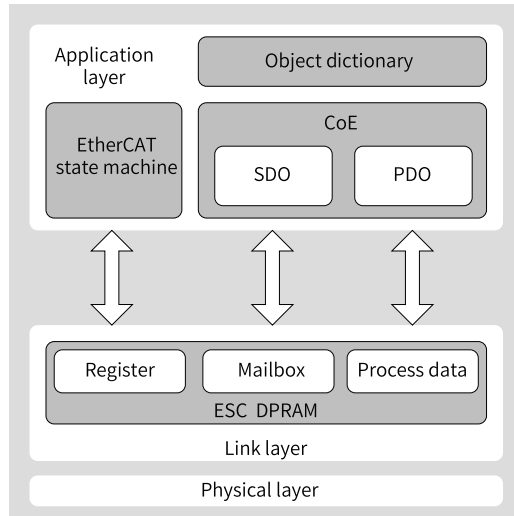 Application
layer
Object dictionary
EtherCAT
state machine
CoE
SDO
PDO
Register
Mailbox
Process data
ESC DPRAM
Link layer
Physical layer